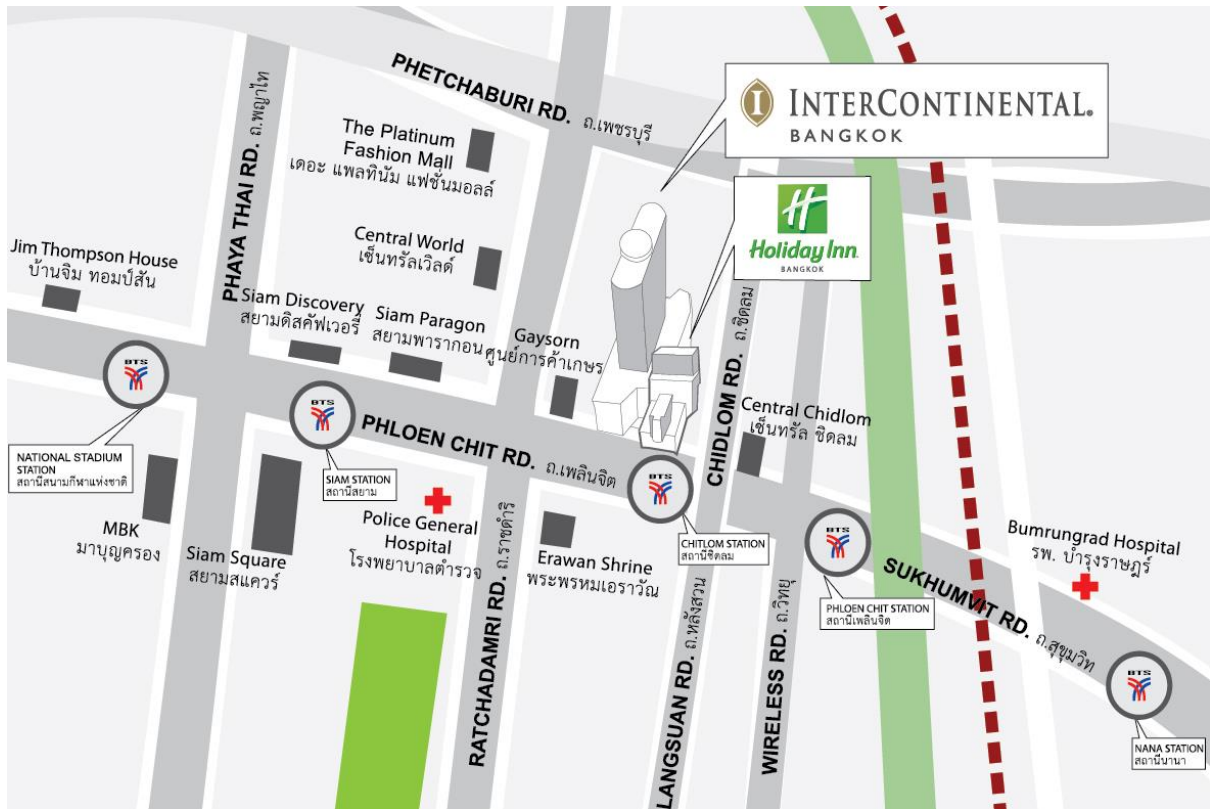 PHETCHABURI RD. ถ.เพชรบุรี
INTERCONTINENTAL®
BANGKOK
PHAYA THAI RD. ถ.พญาไท
The Platinum
Fashion Mall
เดอะ แพลทินัม แฟชั่นมอลล์
H
Holiday Inn
BANGKOK
Jim Thompson House
บ้านจิม ทอมป์สัน
Central World
เซ็นทรัลเวิลด์
Siam Discovery
สยามดิสคัฟเวอรี่
Siam Paragon
สยามพารากอน
Gaysorn
ศูนย์การค้าเกษร
CHIDLOM RD. ถ.ชิดลม
BTS
BTS
PHLOEN CHIT RD. ถ.เพลินจิต
Central Chidlom
เซ็นทรัล ชิดลม
NATIONAL STADIUM
STATION
สถานีสนามกีฬาแห่งชาติ
SIAM STATION
สถานีสยาม
BTS
CHITLOM STATION
สถานีชิดลม
BTS
MBK
มาบุญครอง
Siam Square
สยามสแควร์
Police General
Hospital
โรงพยาบาลตำรวจ
RATCHADAMRI RD. ถ.ราชดำริ
Erawan Shrine
พระพรหมเอราวัณ
LANGSUAN RD. ถ.หลังสวน
WIRELESS RD. ถ.วิทยุ
PHLOEN CHIT STATION
สถานีเพลินจิต
SUKHUMVIT RD. ถ.สุขุมวิท
Bumrungrad Hospital
รพ. บำรุงราษฎร์
BTS
NANA STATION
สถานีนานา